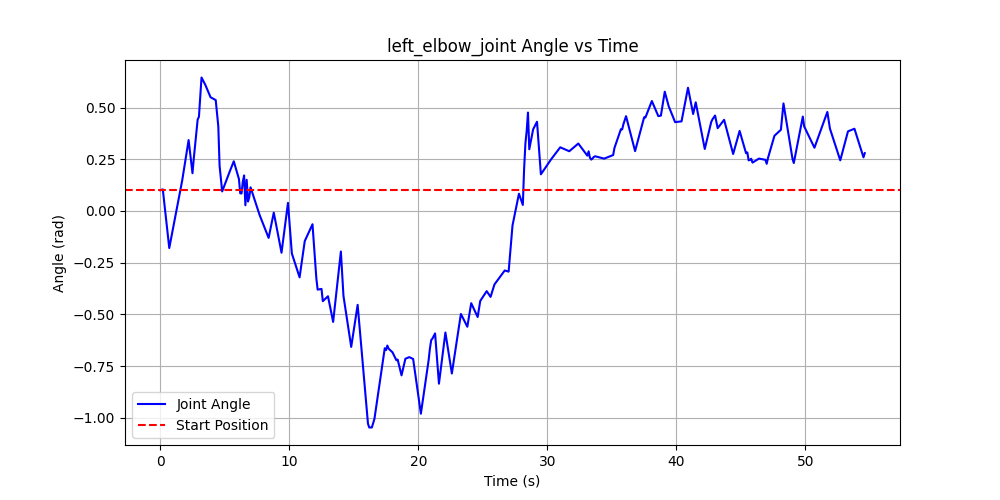 left_elbow_joint Angle vs Time
Angle (rad)
0.50
0.25
0.00
−0.25
−0.50
−0.75
−1.00
Joint Angle
Start Position
0 10 20 30 40 50
Time (s)